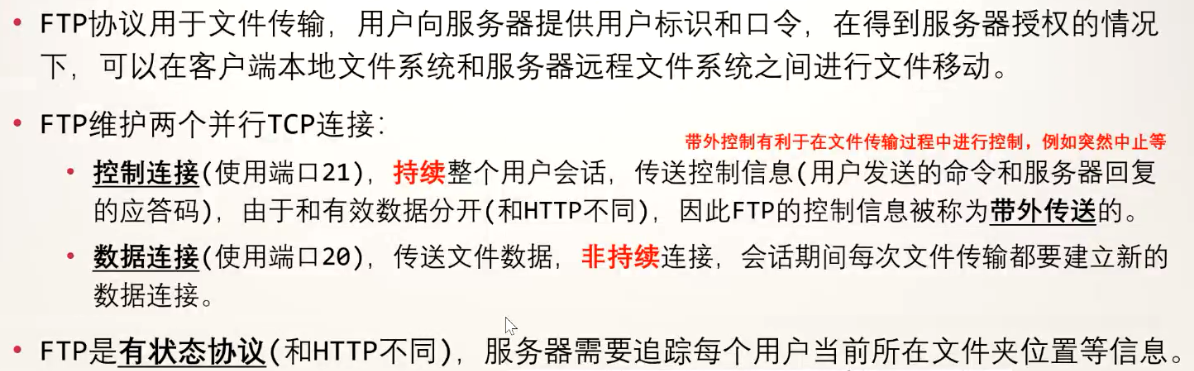 • FTP协议用于文件传输，用户向服务器提供用户标识和口令，在得到服务器授权的情况
下，可以在客户端本地文件系统和服务器远程文件系统之间进行文件移动。
• FTP维护两个并行TCP连接：
带外控制有利于在文件传输过程中进行控制，例如突然中止等
• 控制连接(使用端口21)，持续整个用户会话，传送控制信息(用户发送的命令和服务器回复
的应答码)，由于和有效数据分开(和HTTP不同)，因此FTP的控制信息被称为带外传送的。
• 数据连接(使用端口20)，传送文件数据，非持续连接，会话期间每次文件传输都要建立新的
数据连接。
• FTP是有状态协议(和HTTP不同)，服务器需要追踪每个用户当前所在文件夹位置等信息。